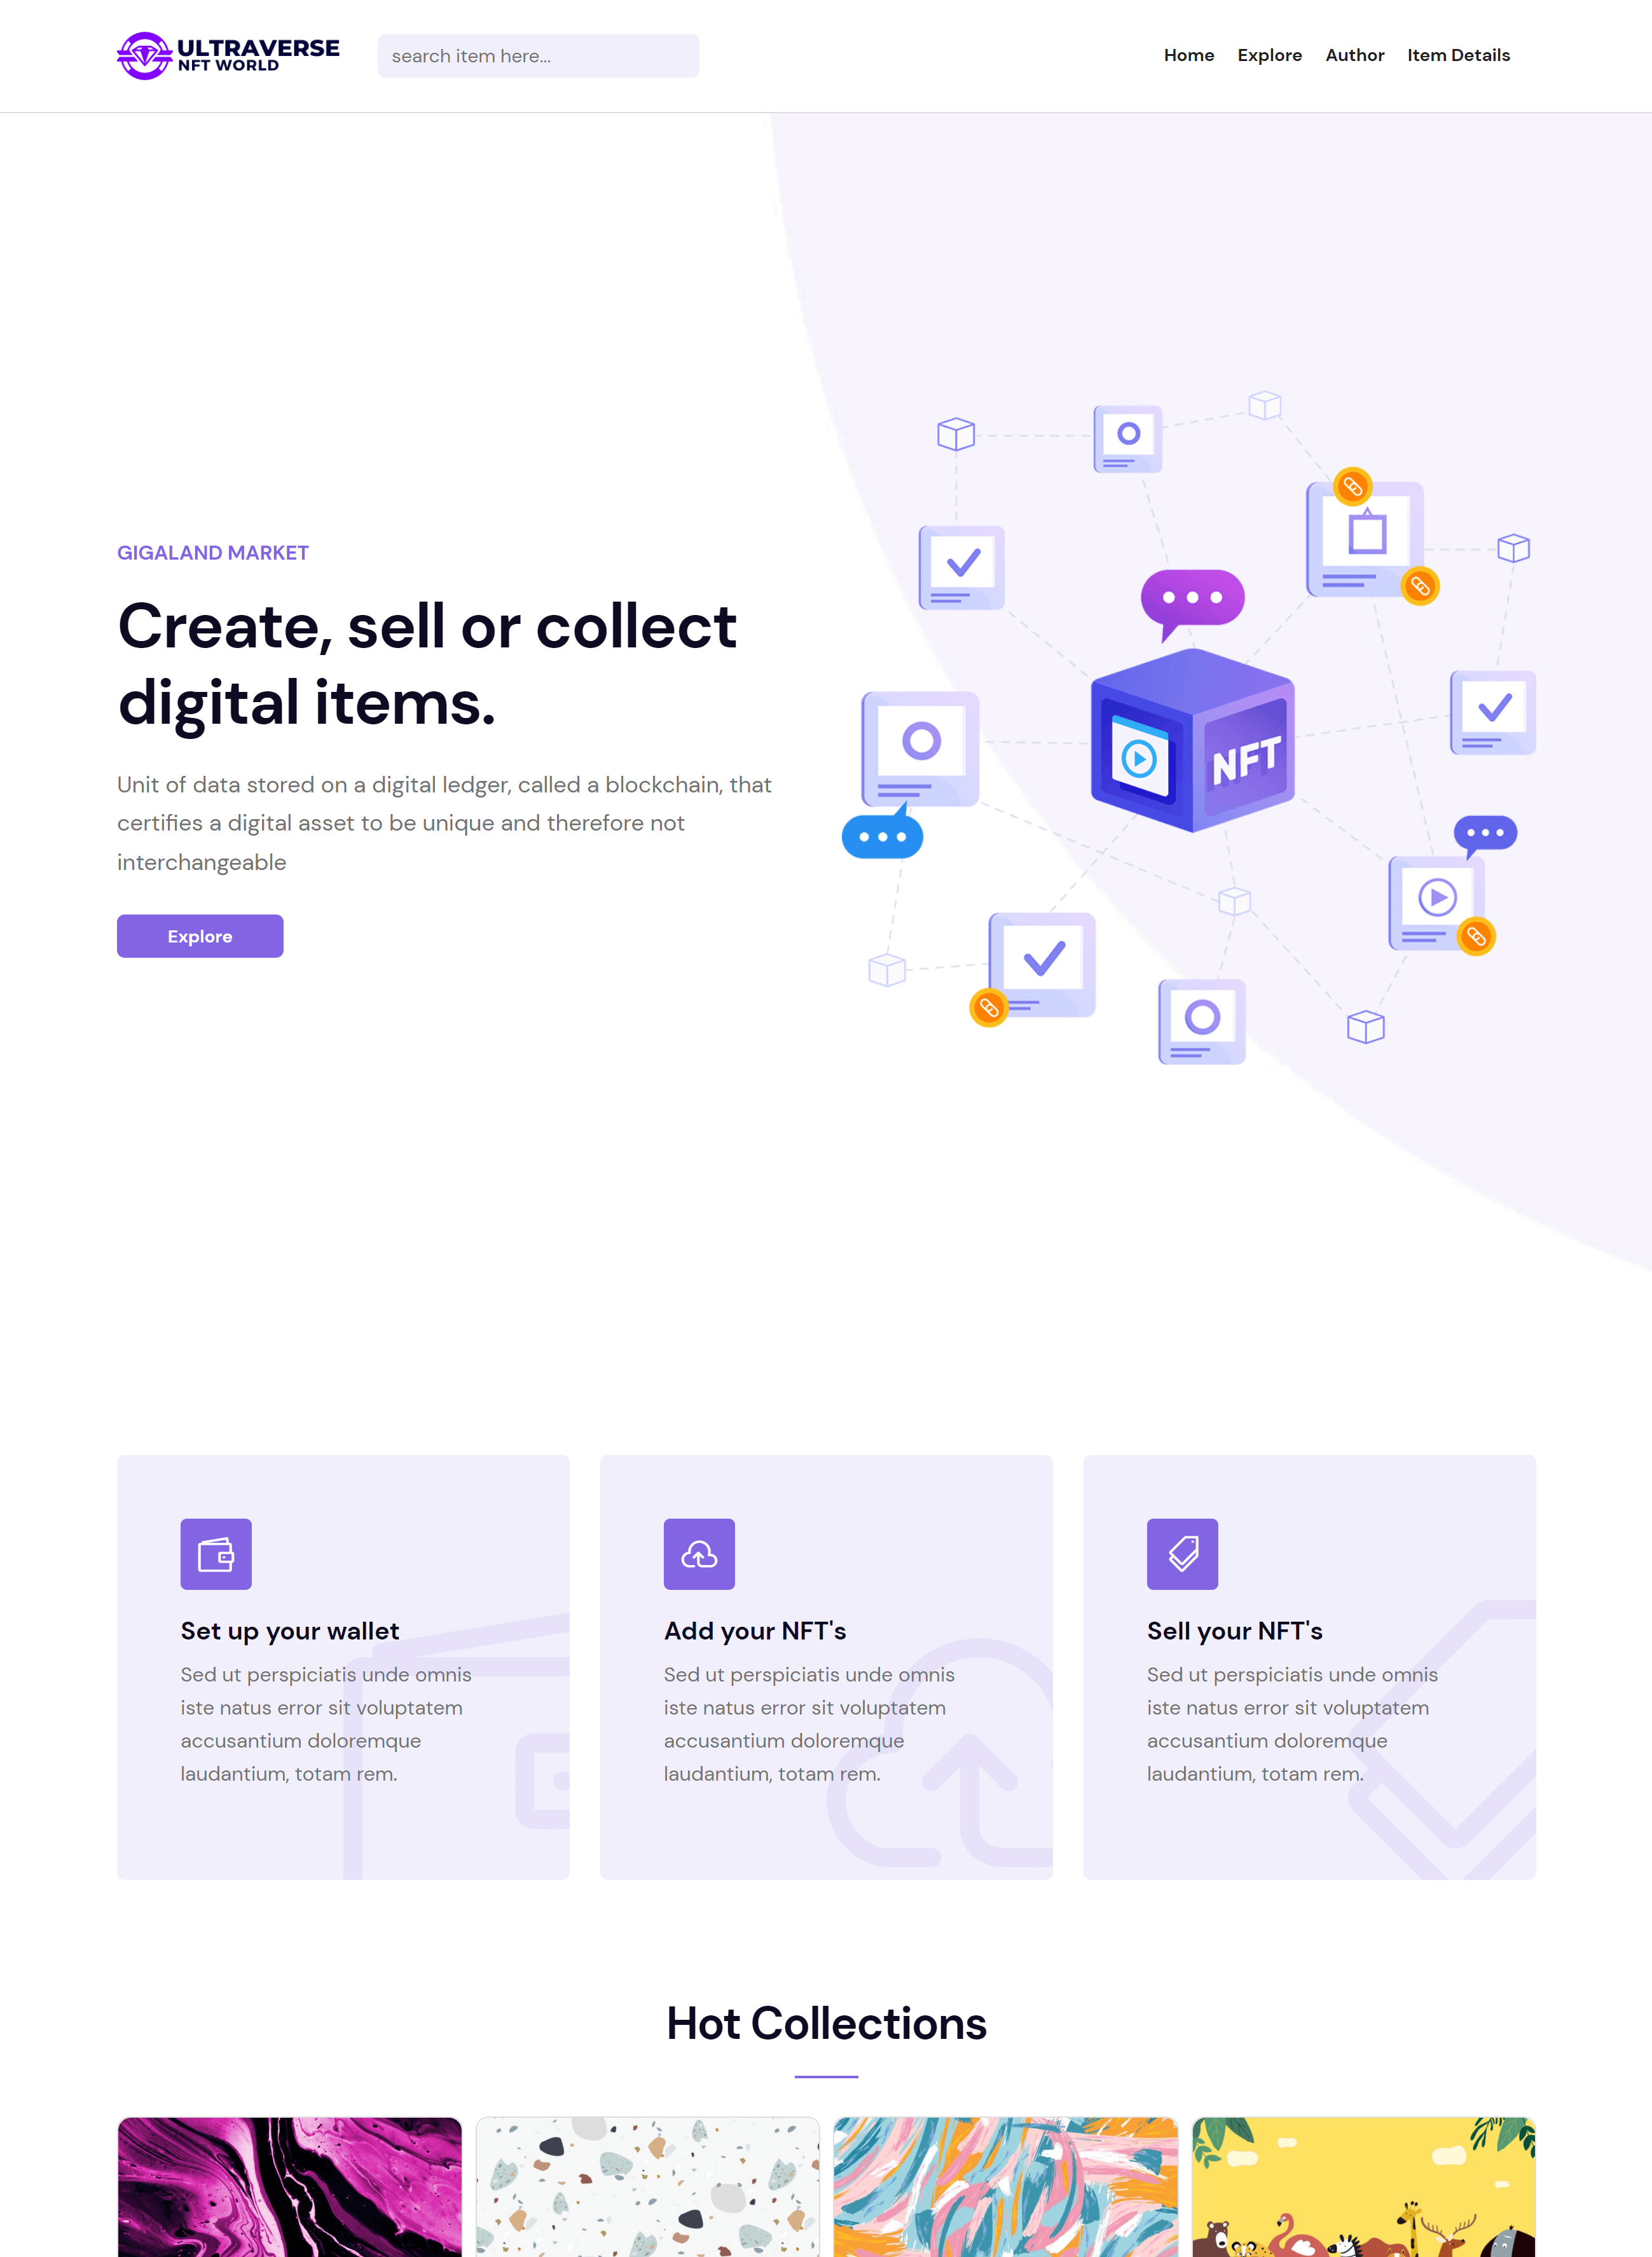 ULTRAVERSE
NFT WORLD
search item here...
Home Explore Author Item Details
GIGALAND MARKET
Create, sell or collect
digital items.
Unit of data stored on a digital ledger, called a blockchain, that
certifies a digital asset to be unique and therefore not
interchangeable
Explore
NFT
Set up your wallet
Sed ut perspiciatis unde omnis
iste natus error sit voluptatem
accusantium doloremque
laudantium, totam rem.
Add your NFT's
Sed ut perspiciatis unde omnis
iste natus error sit voluptatem
accusantium doloremque
laudantium, totam rem.
Sell your NFT's
Sed ut perspiciatis unde omnis
iste natus error sit voluptatem
accusantium doloremque
laudantium, totam rem.
Hot Collections